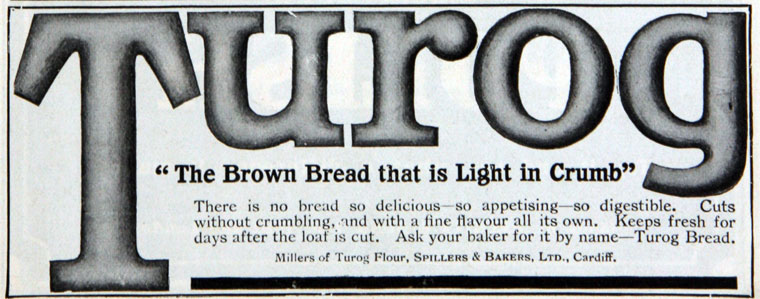 Turog
"The Brown Bread that is Light in Crumb"
There is no bread so delicious—so appetising—so digestible. Cuts
without crumbling, and with a fine flavour all its own. Keeps fresh for
days after the loaf is cut. Ask your baker for it by name—Turog Bread.
Millers of Turog Flour, SPILLERS & BAKERS, LTD., Cardiff.